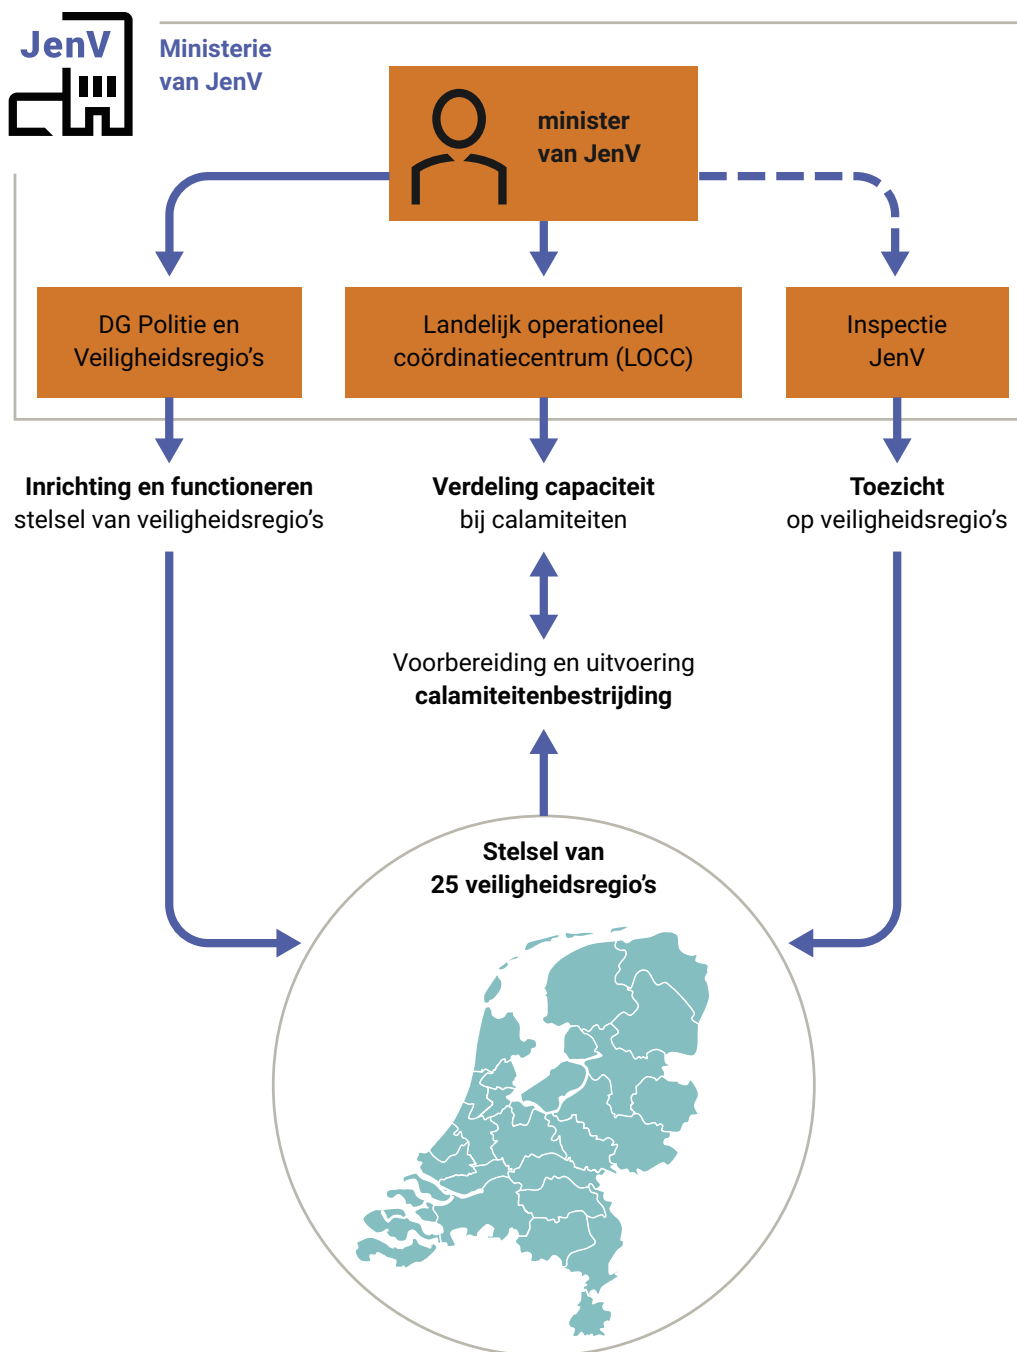 JenV
Ministerie
van JenV
minister
van JenV
DG Politie en
Veiligheidsregio’s
Landelijk operationeel
coördinatiecentrum (LOCC)
Inspectie
JenV
Inrichting en functioneren
stelsel van veiligheidsregio’s
Verdeling capaciteit
bij calamiteiten
Toezicht
op veiligheidsregio’s
Voorbereiding en uitvoering
calamiteitenbestrijding
Stelsel van
25 veiligheidsregio’s